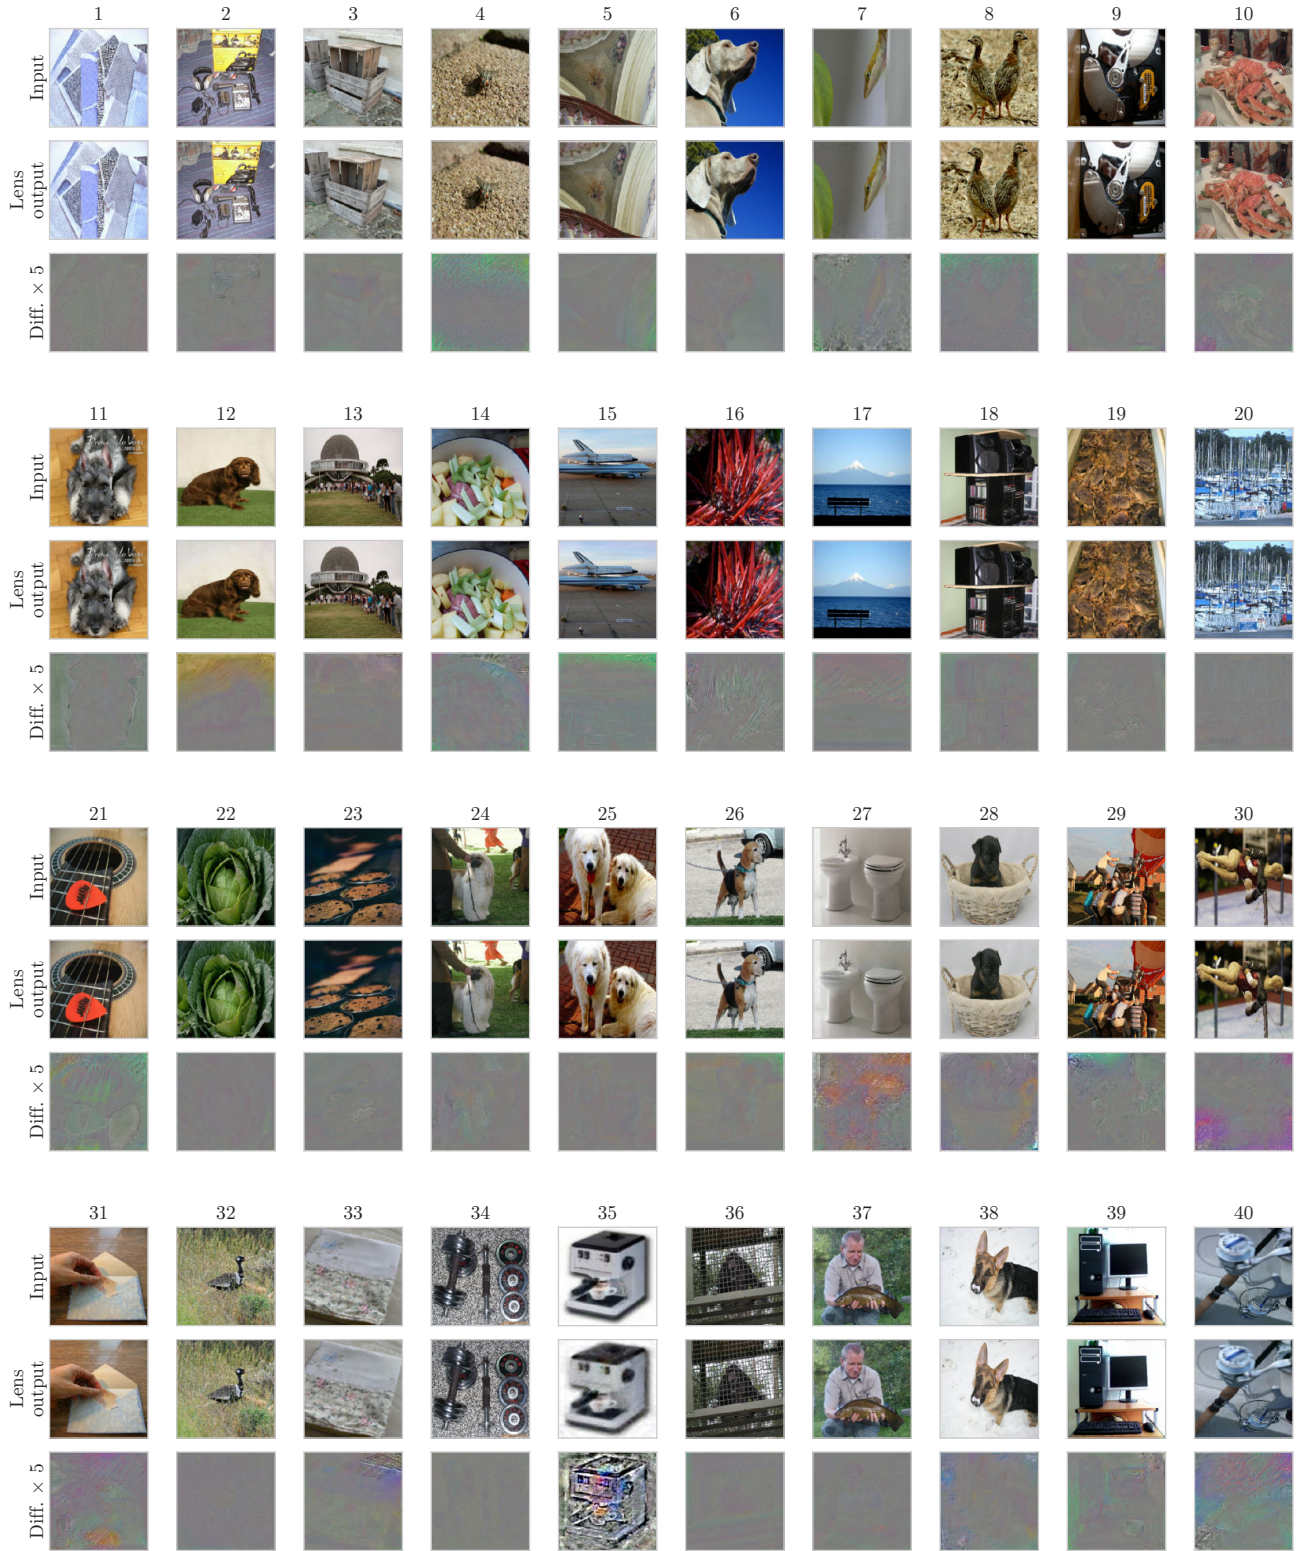 1 2 3 4 5 6 7 8 9 10
Input
Lens
output
Diff. × 5
11 12 13 14 15 16 17 18 19 20
Input
Lens
output
Diff. × 5
21 22 23 24 25 26 27 28 29 30
Input
Lens
output
Diff. × 5
31 32 33 34 35 36 37 38 39 40
Input
Lens
output
Diff. × 5